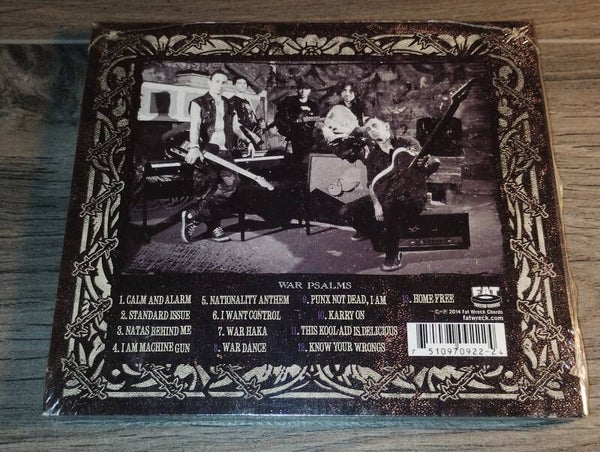 WAR PSALMS
1. CALM AND ALARM
2. STANDARD ISSUE
3. NATAS BEHIND ME
4. I AM MACHINE GUN
5. NATIONALITY ANTHEM
6. I WANT CONTROL
7. WAR HAKA
8. WAR DANCE
9. PUNX NOT DEAD, I AM
10. KARRY ON
11. THIS KOOL-AID IS DELICIOUS
12. KNOW YOUR WRONGS
13. HOME FREE
FAT
©+℗ 2014 Fat Wreck Chords
fatwreck.com
7 51097 0922-2 4